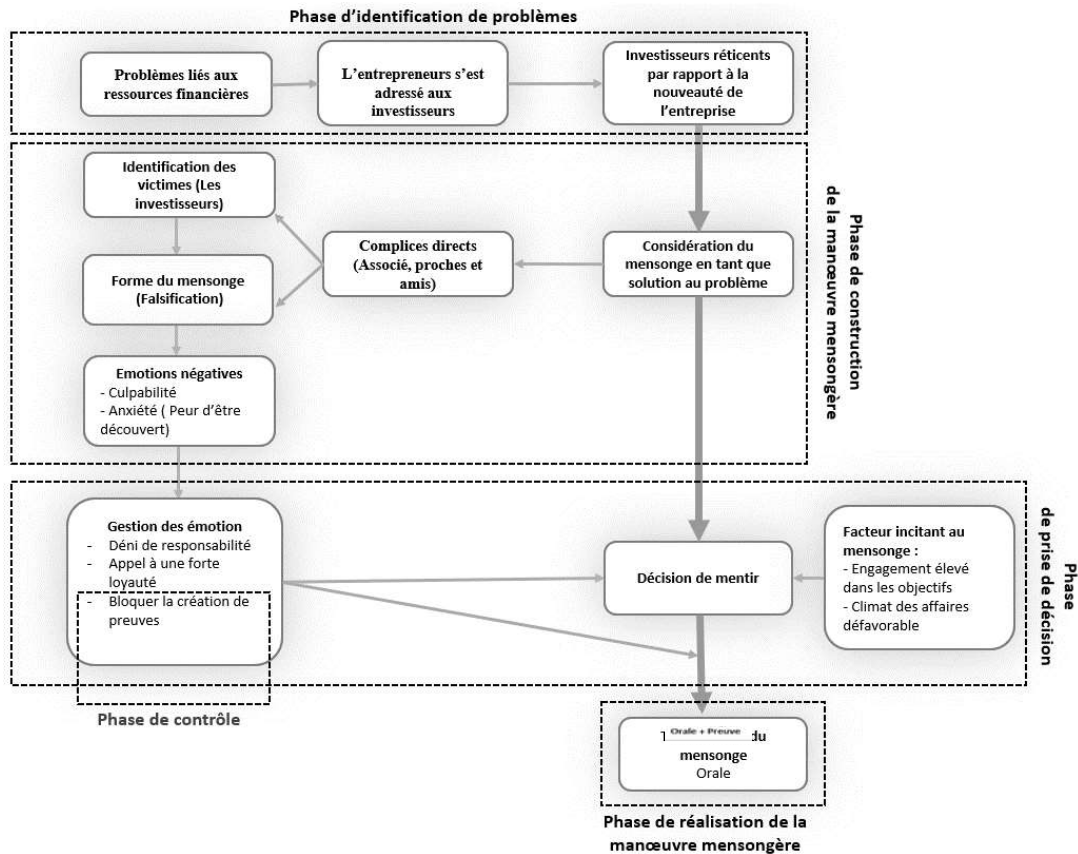 Phase d'identification de problèmes
Problèmes liés aux
ressources financières
L'entrepreneurs s'est
adressé aux
investisseurs
Investisseurs réticents
par rapport à la
nouveauté de
l'entreprise
Phase de construction
de la manœuvre mensongère
Identification des
victimes (Les
investisseurs)
Complices directs
(Associé, proches et
amis)
Considération du
mensonge en tant que
solution au problème
Forme du mensonge
(Falsification)
Emotions négatives
- Culpabilité
- Anxiété ( Peur d'être
découvert)
Phase
de prise de décision
Gestion des émotion
- Déni de responsabilité
- Appel à une forte
loyauté
- Bloquer la création de
preuves
Décision de mentir
Facteur incitant au
mensonge :
- Engagement élevé
dans les objectifs
- Climat des affaires
défavorable
Phase de contrôle
Orale + Preuve
du
mensonge
Orale
Phase de réalisation de la
manœuvre mensongère